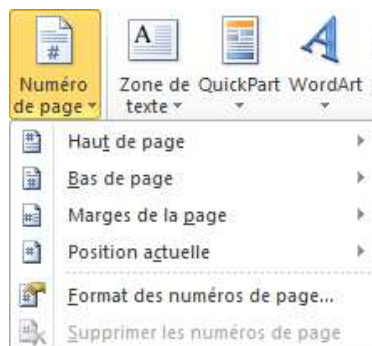 #
A
A
Numéro de page
Zone de texte
QuickPart
WordArt
Haut de page
Bas de page
Marges de la page
Position actuelle
Format des numéros de page...
Supprimer les numéros de page